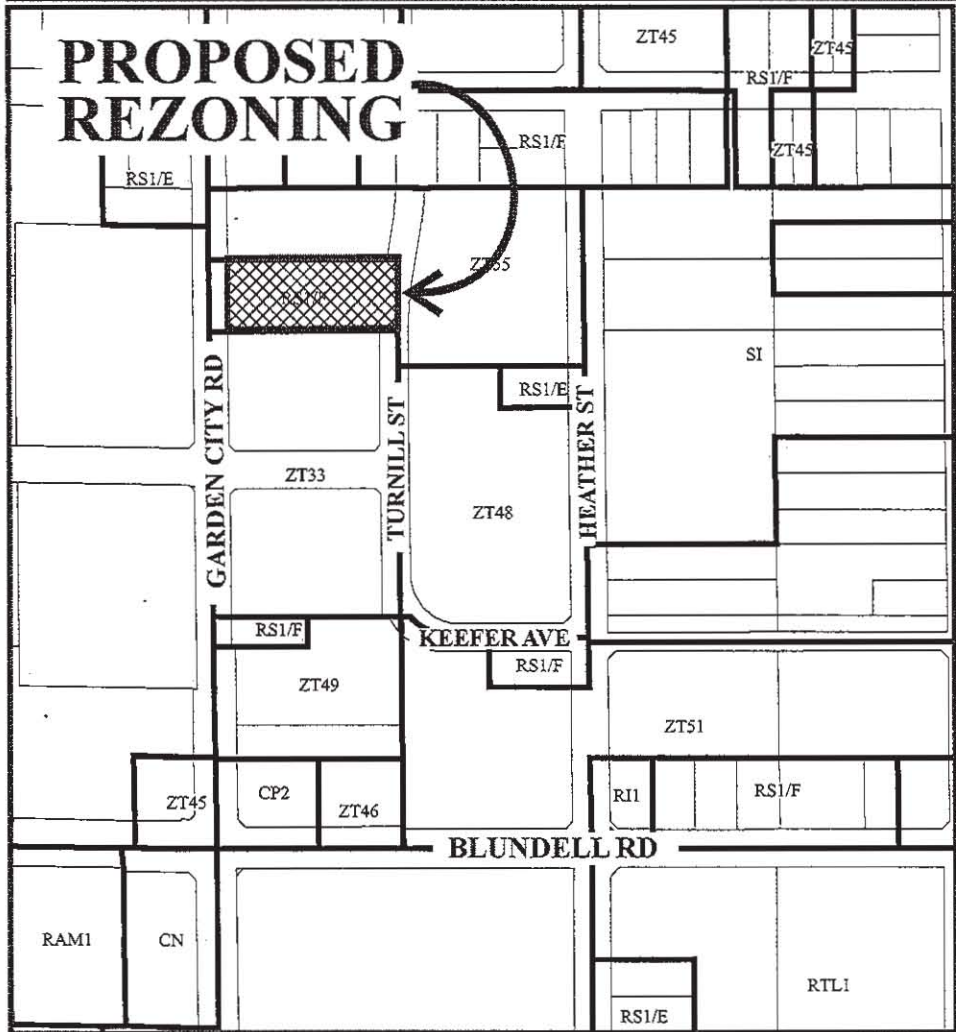 PROPOSED
REZONING
ZT45
ZT45
RS1/F
RS1/F
ZT45
RS1/E
RS1/F
SI
RS1/E
GARDEN CITY RD
TURNILL ST
HEATHER ST
ZT33
ZT48
KEEFER AVE
RS1/F
RS1/F
ZT49
ZT51
ZT45
CP2
ZT46
RI1
RS1/F
BLUNDELL RD
RAM1
CN
RTL1
RS1/E